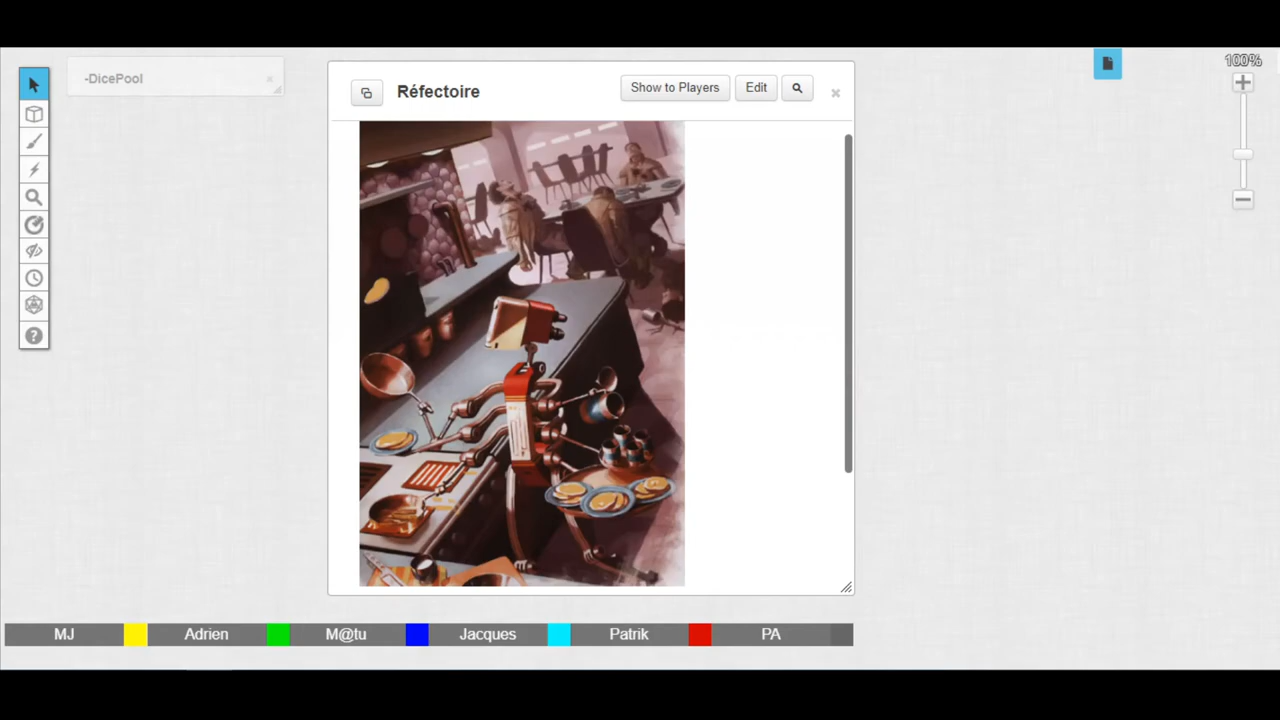 100%
-DicePool
Réfectoire
Show to Players
Edit
MJ
Adrien
M@tu
Jacques
Patrik
PA